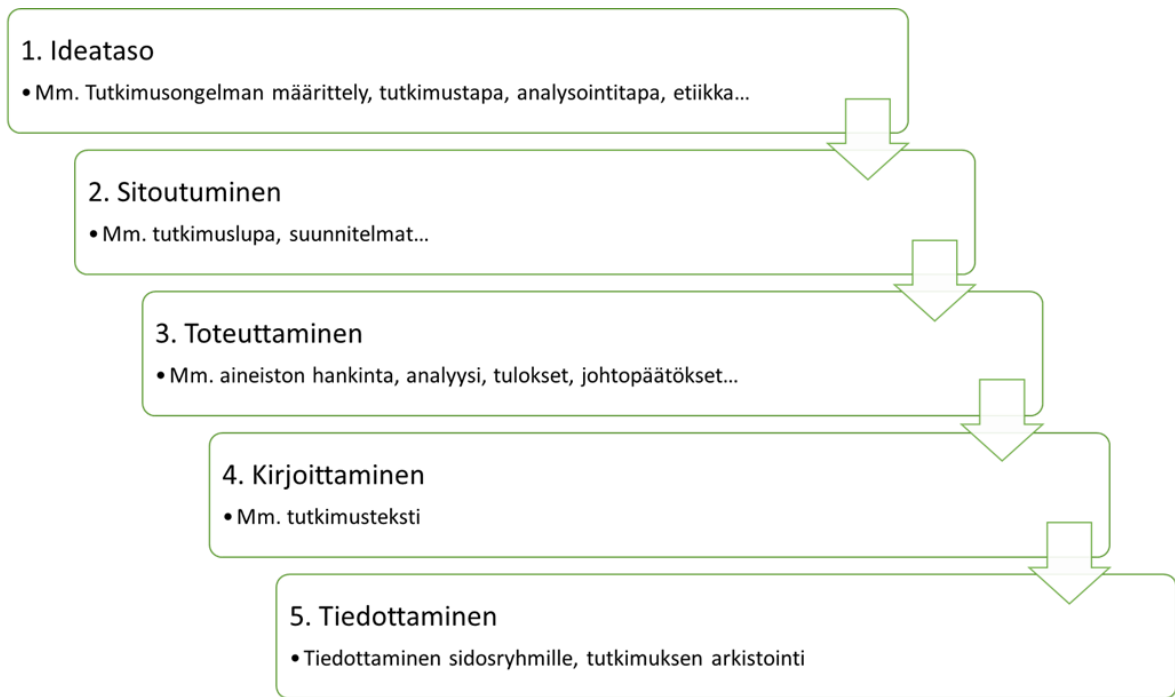 1. Ideataso
• Mm. Tutkimusongelman määrittely, tutkimustapa, analysointitapa, etiikka…
2. Sitoutuminen
• Mm. tutkimuslupa, suunnitelmat…
3. Toteuttaminen
• Mm. aineiston hankinta, analyysi, tulokset, johtopäätökset…
4. Kirjoittaminen
• Mm. tutkimusteksti
5. Tiedottaminen
• Tiedottaminen sidosryhmille, tutkimuksen arkistointi